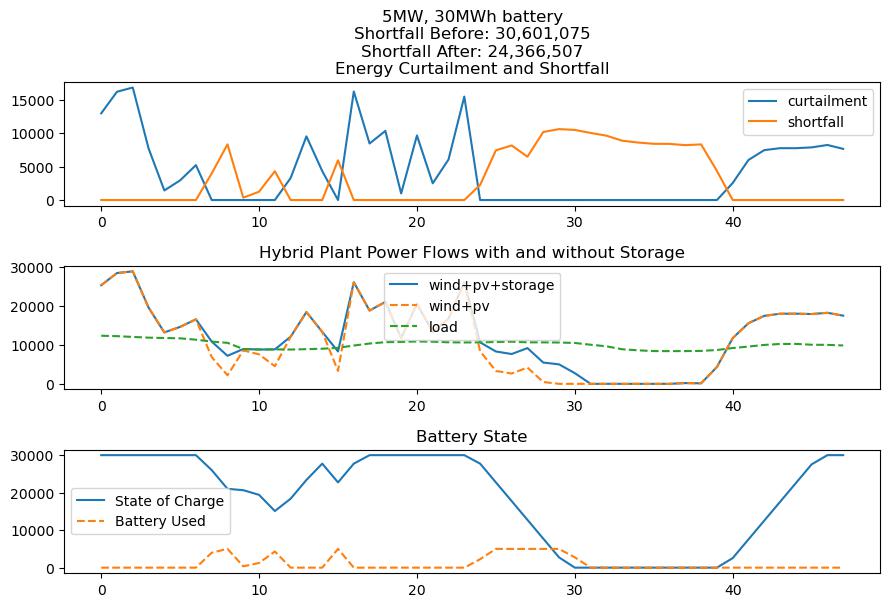 5MW, 30MWh battery
Shortfall Before: 30,601,075
Shortfall After: 24,366,507
Energy Curtailment and Shortfall
15000
10000
5000
0
curtailment
shortfall
0
10
20
30
40
Hybrid Plant Power Flows with and without Storage
30000
20000
10000
0
wind+pv+storage
wind+pv
load
0
10
20
30
40
Battery State
30000
20000
10000
0
State of Charge
Battery Used
0
10
20
30
40